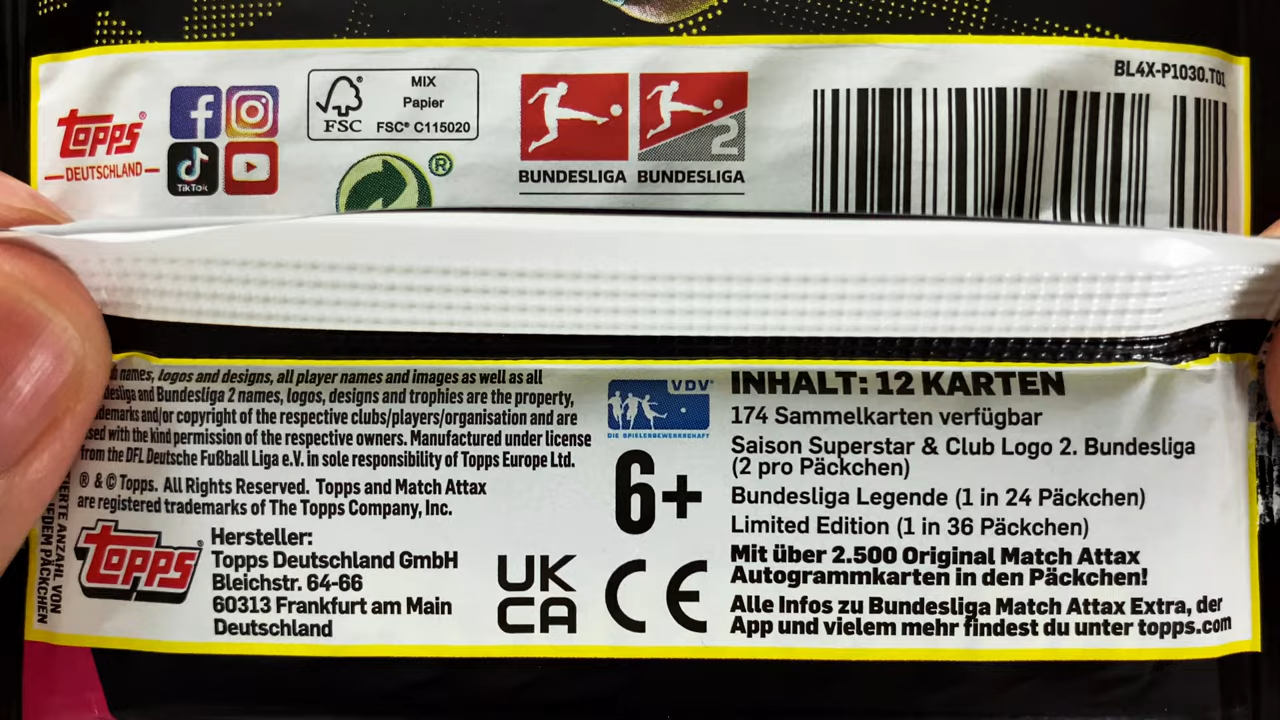 BL4X-P1030.T01
topps®
DEUTSCHLAND
TikTok
FSC
MIX
Papier
FSC® C115020
®
2
BUNDESLIGA BUNDESLIGA
names, logos and designs, all player names and images as well as all
and Bundesliga 2 names, logos, designs and trophies are the property,
and/or copyright of the respective clubs/players/organisation and are
with the kind permission of the respective owners. Manufactured under license
from the DFL Deutsche Fußball Liga e.V. in sole responsibility of Topps Europe Ltd.
® & © Topps. All Rights Reserved. Topps and Match Attax
are registered trademarks of The Topps Company, Inc.
ANZAHL VON
PÄCKCHEN
topps®
Hersteller:
Topps Deutschland GmbH
Bleichstr. 64-66
60313 Frankfurt am Main
Deutschland
UK
CA
CE
VDV
DIE SPIELERGEWERKSCHAFT
6+
INHALT: 12 KARTEN
174 Sammelkarten verfügbar
Saison Superstar & Club Logo 2. Bundesliga
(2 pro Päckchen)
Bundesliga Legende (1 in 24 Päckchen)
Limited Edition (1 in 36 Päckchen)
Mit über 2.500 Original Match Attax
Autogrammkarten in den Päckchen!
Alle Infos zu Bundesliga Match Attax Extra, der
App und vielem mehr findest du unter topps.com